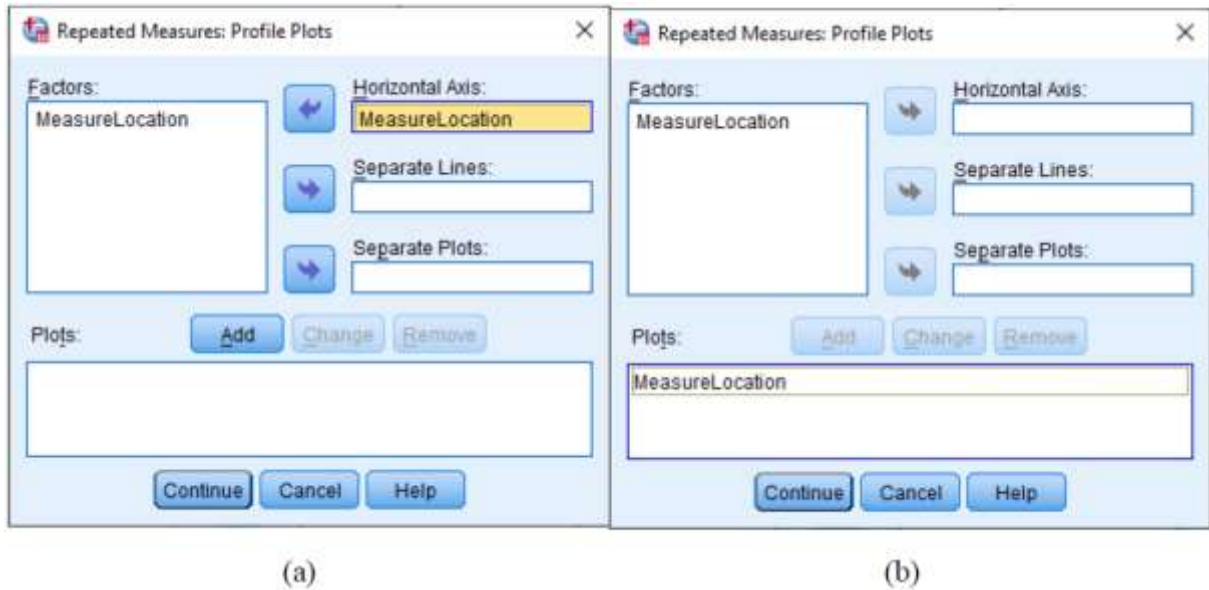 Repeated Measures: Profile Plots
Factors:
MeasureLocation
Horizontal Axis:
MeasureLocation
Separate Lines:
Separate Plots:
Plots:
Add
Change
Remove
Continue
Cancel
Help
(a)
Repeated Measures: Profile Plots
Factors:
MeasureLocation
Horizontal Axis:
Separate Lines:
Separate Plots:
Plots:
Add
Change
Remove
MeasureLocation
Continue
Cancel
Help
(b)